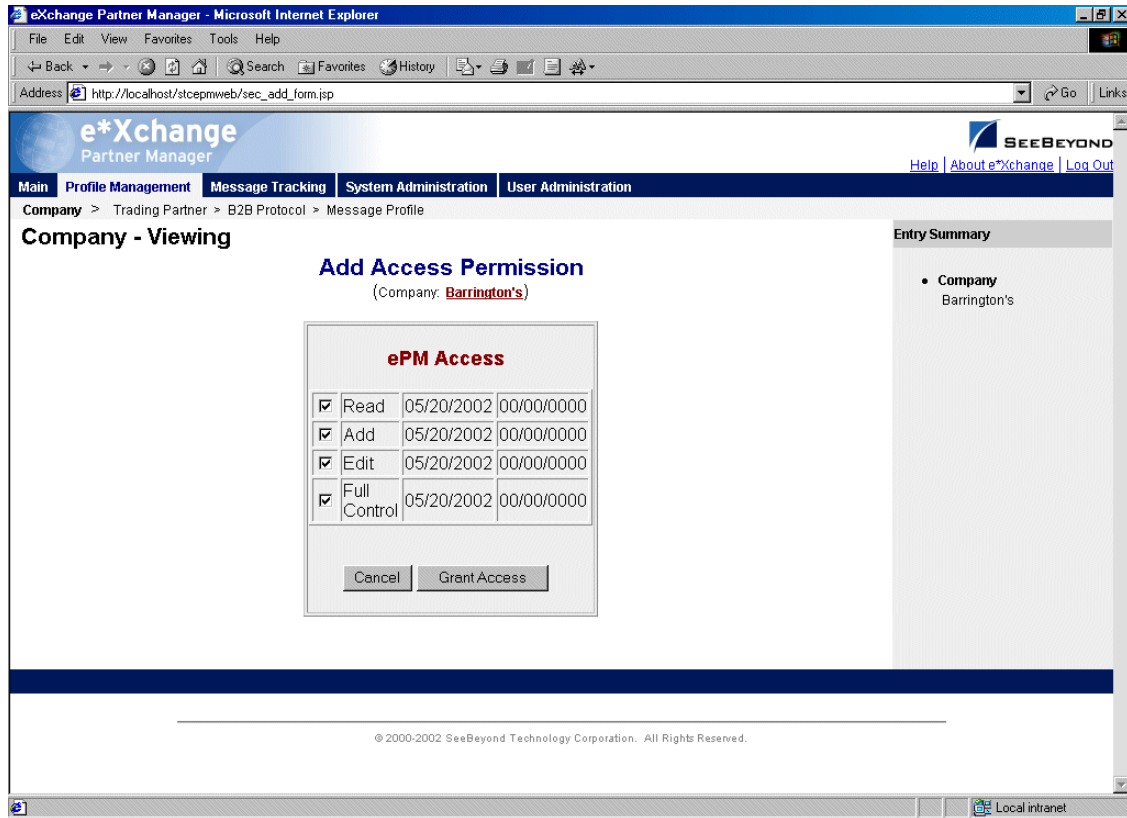 eXchange Partner Manager - Microsoft Internet Explorer
File Edit View Favorites Tools Help
Back Search Favorites History
Address http://localhost/stcepmweb/sec_add_form.jsp Go Links
e*Xchange
Partner Manager
SEEBEYOND
Help | About e*Xchange | Log Out
Main Profile Management Message Tracking System Administration User Administration
Company > Trading Partner > B2B Protocol > Message Profile
Company - Viewing
Entry Summary
Add Access Permission
(Company: Barrington's)
• Company
Barrington's
ePM Access
Read 05/20/2002 00/00/0000
Add 05/20/2002 00/00/0000
Edit 05/20/2002 00/00/0000
Full
Control 05/20/2002 00/00/0000
Cancel Grant Access
© 2000-2002 SeeBeyond Technology Corporation. All Rights Reserved.
Local intranet